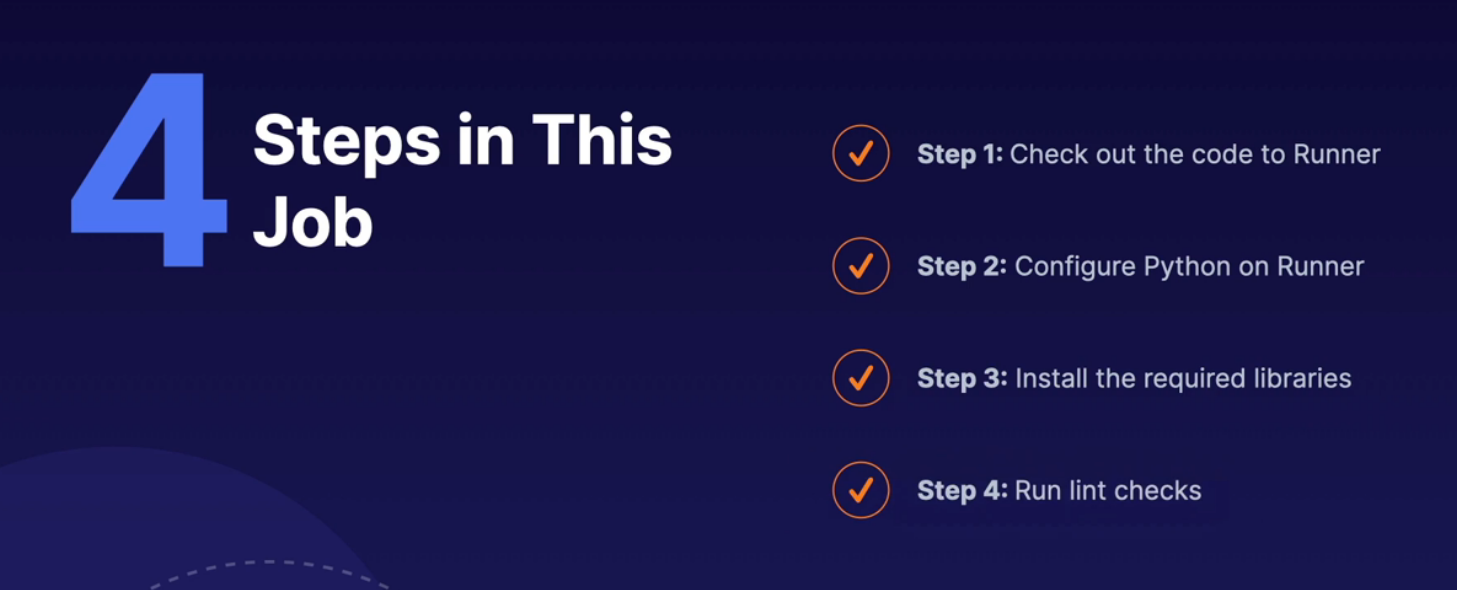 4
Steps in This
Job
Step 1: Check out the code to Runner
Step 2: Configure Python on Runner
Step 3: Install the required libraries
Step 4: Run lint checks